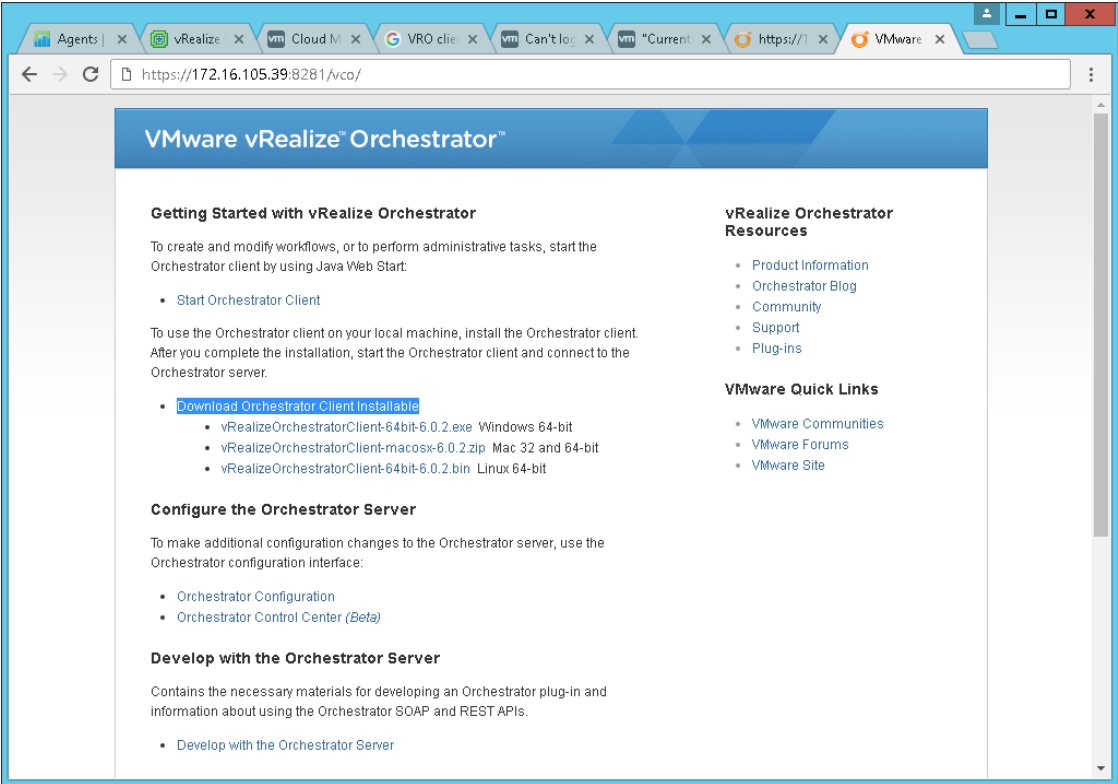 Agents |
vRealize
Cloud M
VRO clie
Can't log
"Current
https://1
VMware
https://172.16.105.39:8281/vco/
VMware vRealize™ Orchestrator™
Getting Started with vRealize Orchestrator
To create and modify workflows, or to perform administrative tasks, start the
Orchestrator client by using Java Web Start:
Start Orchestrator Client
To use the Orchestrator client on your local machine, install the Orchestrator client.
After you complete the installation, start the Orchestrator client and connect to the
Orchestrator server.
Download Orchestrator Client Installable
vRealizeOrchestratorClient-64bit-6.0.2.exe Windows 64-bit
vRealizeOrchestratorClient-macosx-6.0.2.zip Mac 32 and 64-bit
vRealizeOrchestratorClient-64bit-6.0.2.bin Linux 64-bit
Configure the Orchestrator Server
To make additional configuration changes to the Orchestrator server, use the
Orchestrator configuration interface:
Orchestrator Configuration
Orchestrator Control Center (Beta)
Develop with the Orchestrator Server
Contains the necessary materials for developing an Orchestrator plug-in and
information about using the Orchestrator SOAP and REST APIs.
Develop with the Orchestrator Server
vRealize Orchestrator
Resources
Product Information
Orchestrator Blog
Community
Support
Plug-ins
VMware Quick Links
VMware Communities
VMware Forums
VMware Site